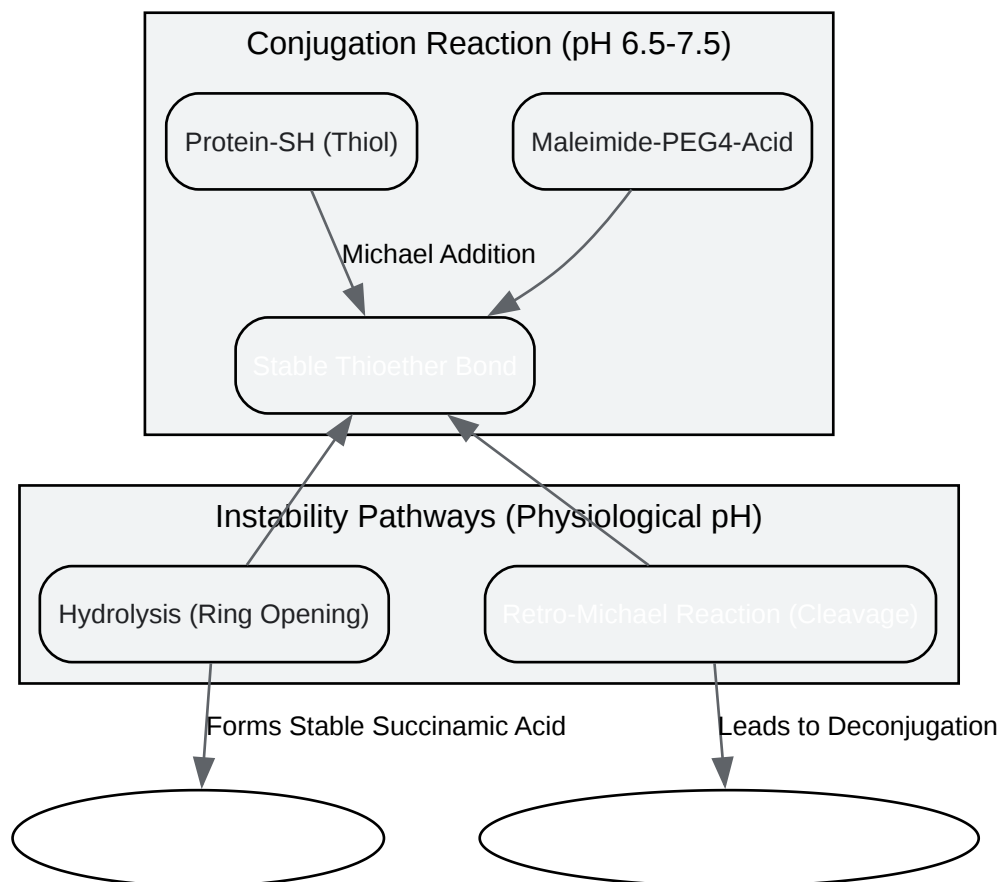 Conjugation Reaction (pH 6.5-7.5)
Protein-SH (Thiol)
Maleimide-PEG4-Acid
Michael Addition
Stable Thioether Bond
Instability Pathways (Physiological pH)
Hydrolysis (Ring Opening)
Retro-Michael Reaction (Cleavage)
Forms Stable Succinamic Acid
Leads to Deconjugation